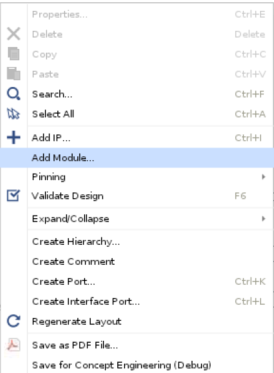 Properties... Ctrl+E
Delete Delete
Copy Ctrl+C
Paste Ctrl+V
Search... Ctrl+F
Select All Ctrl+A
Add IP... Ctrl+I
Add Module...
Pinning
Validate Design F6
Expand/Collapse
Create Hierarchy...
Create Comment
Create Port... Ctrl+K
Create Interface Port... Ctrl+L
Regenerate Layout
Save as PDF File...
Save for Concept Engineering (Debug)